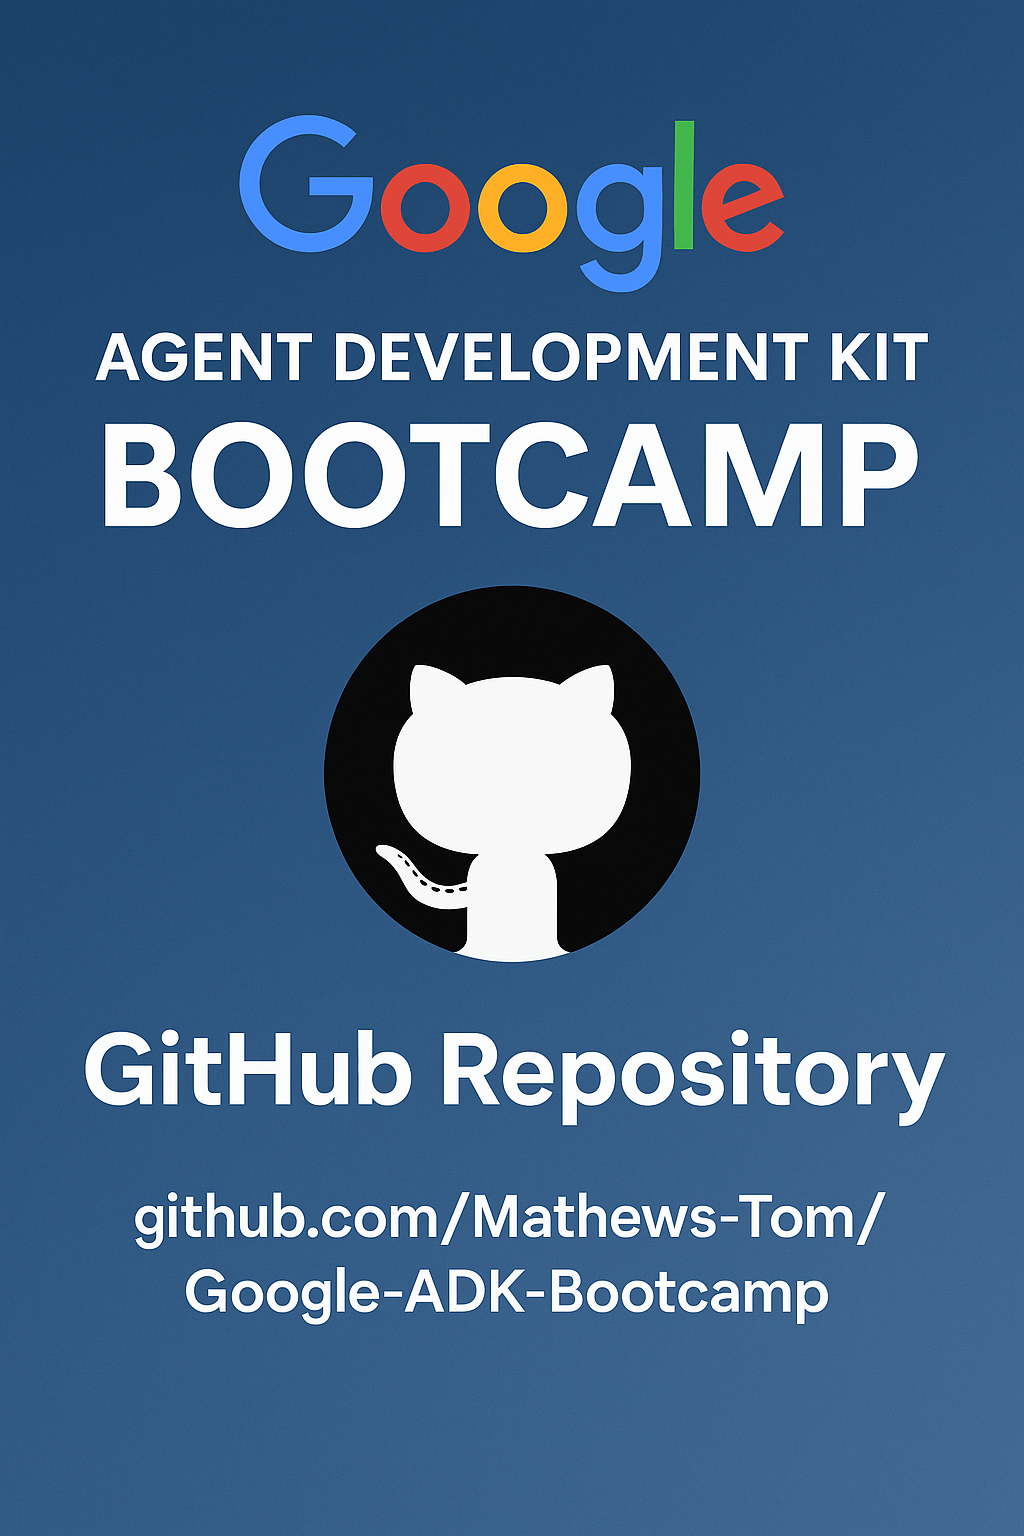 Google
AGENT DEVELOPMENT KIT
BOOTCAMP
GitHub Repository
github.com/Mathews-Tom/
Google-ADK-Bootcamp